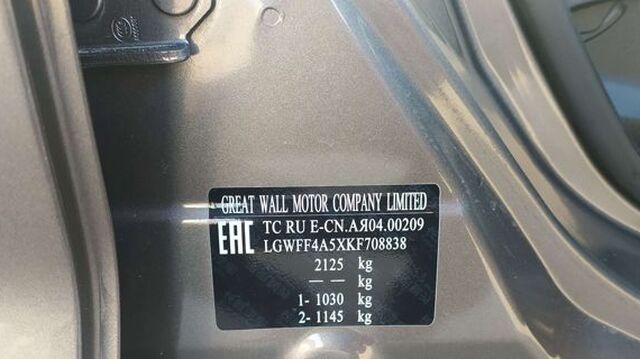 GREAT WALL MOTOR COMPANY LIMITED
EAC TC RU E-CN.АЯ04.00209
LGWFF4A5XKF708838
2125 kg
— — kg
1- 1030 kg
2- 1145 kg